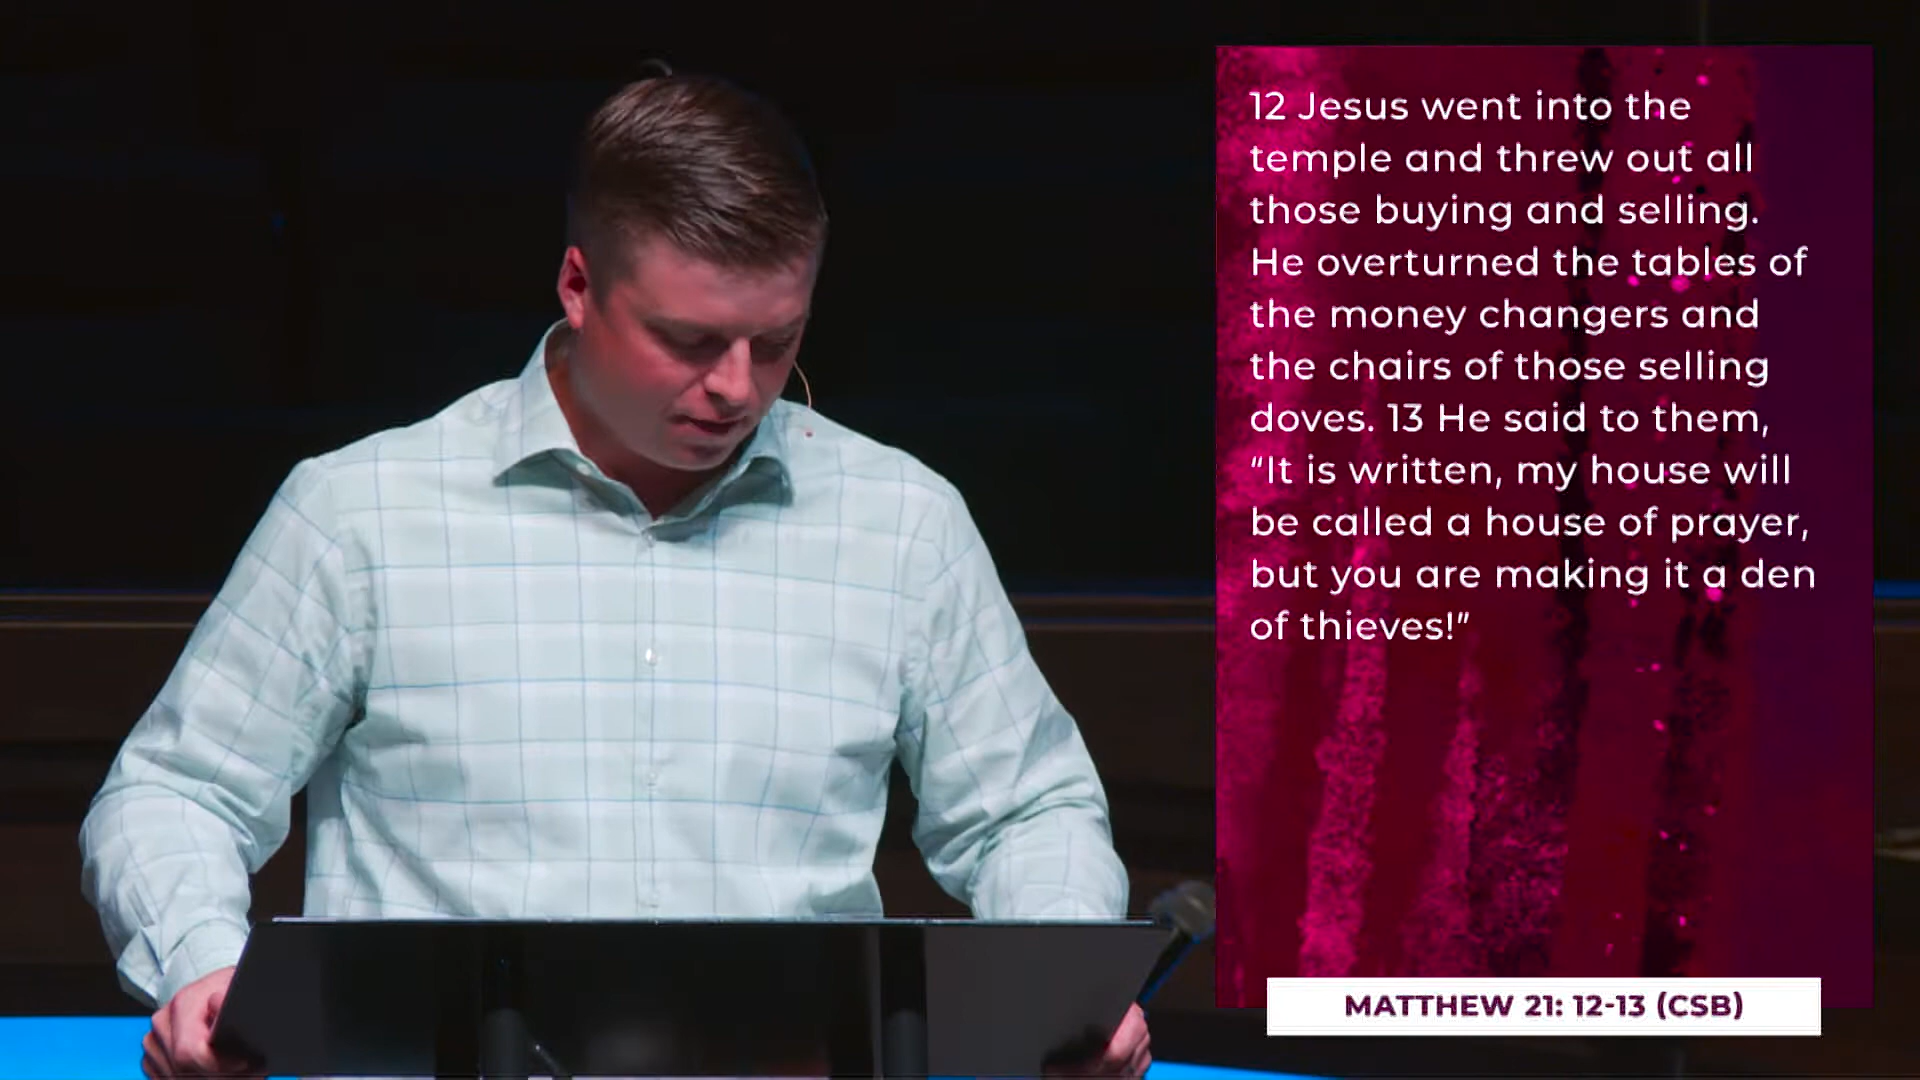 12 Jesus went into the
temple and threw out all
those buying and selling.
He overturned the tables of
the money changers and
the chairs of those selling
doves. 13 He said to them,
“It is written, my house will
be called a house of prayer,
but you are making it a den
of thieves!”
MATTHEW 21: 12-13 (CSB)